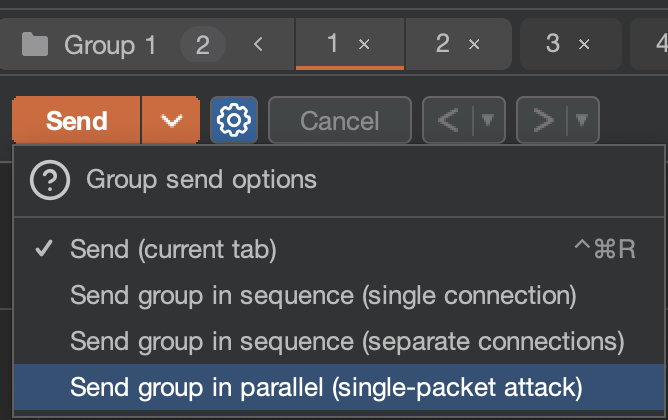 Group 1 2 < 1 × 2 × 3 × 4
Send Cancel < >
? Group send options
✓ Send (current tab) ^⌘R
Send group in sequence (single connection)
Send group in sequence (separate connections)
Send group in parallel (single-packet attack)